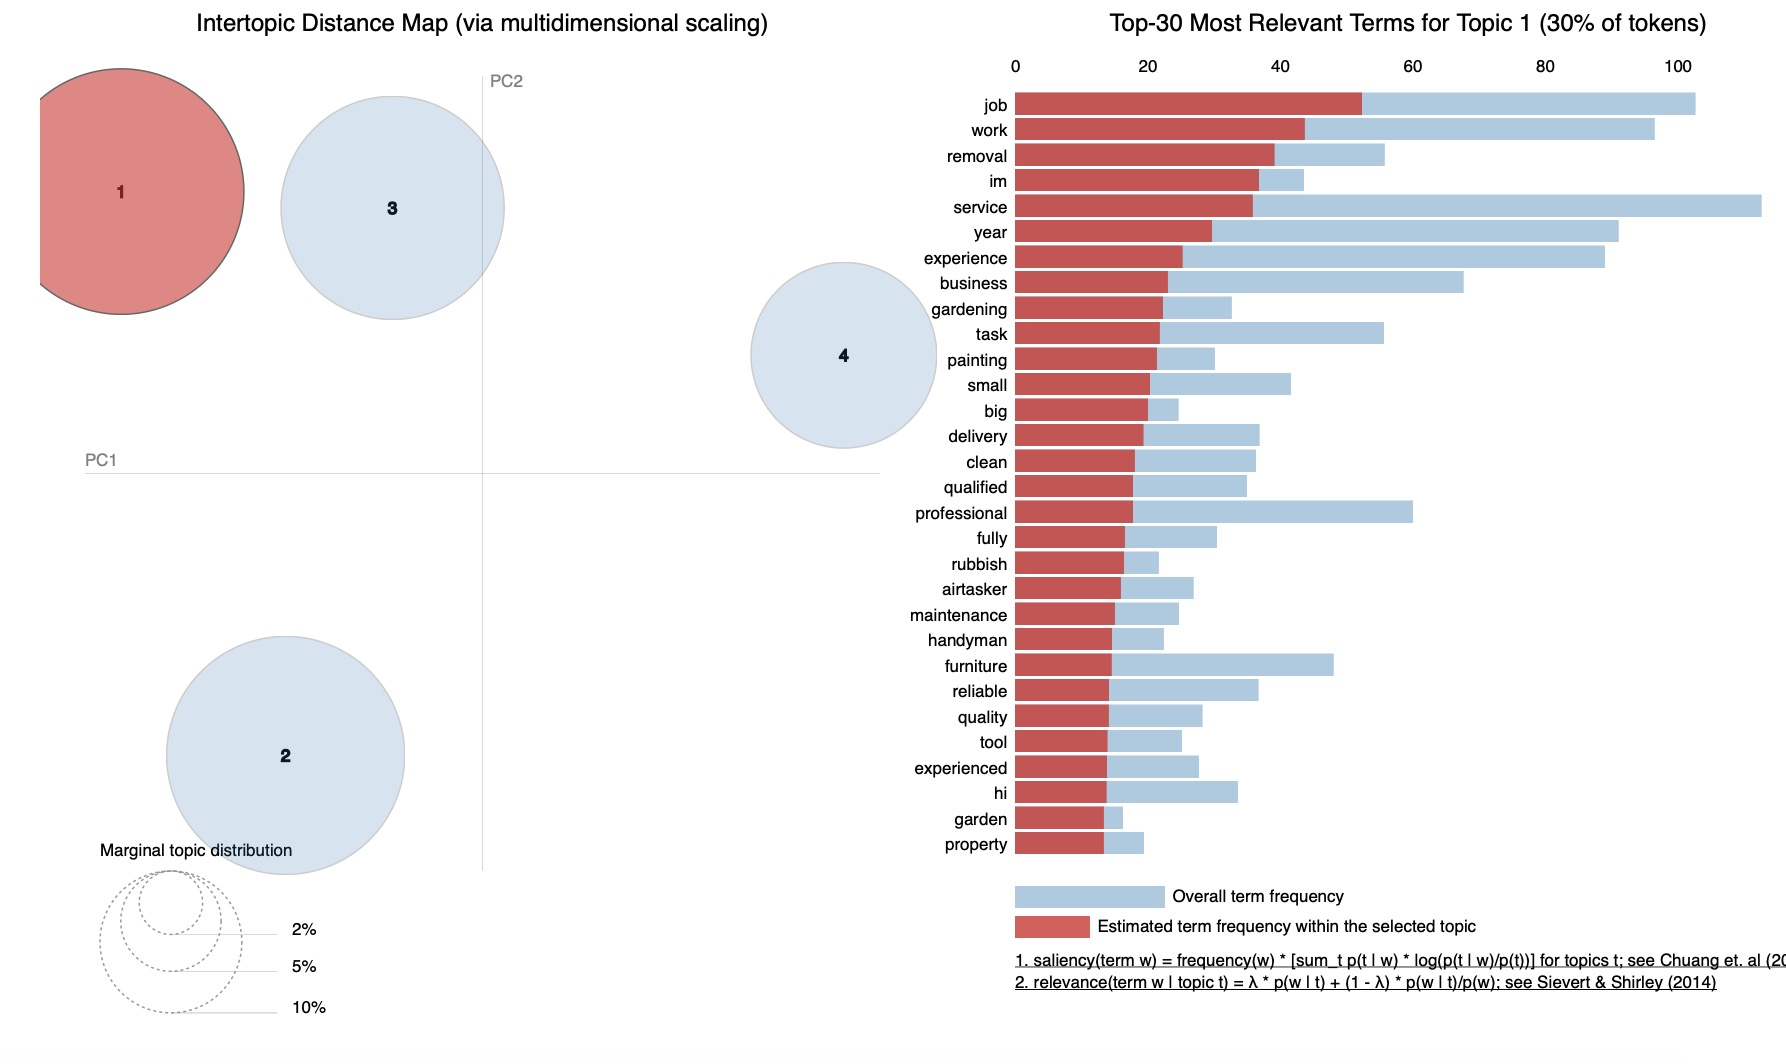 Intertopic Distance Map (via multidimensional scaling)
PC2
1
3
4
PC1
2
Marginal topic distribution
2%
5%
10%
Top-30 Most Relevant Terms for Topic 1 (30% of tokens)
0 20 40 60 80 100
job
work
removal
im
service
year
experience
business
gardening
task
painting
small
big
delivery
clean
qualified
professional
fully
rubbish
airtasker
maintenance
handyman
furniture
reliable
quality
tool
experienced
hi
garden
property
Overall term frequency
Estimated term frequency within the selected topic
1. saliency(term w) = frequency(w) * [sum_t p(t | w) * log(p(t | w)/p(t))] for topics t; see Chuang et. al (20
2. relevance(term w | topic t) = λ * p(w | t) + (1 - λ) * p(w | t)/p(w); see Sievert & Shirley (2014)